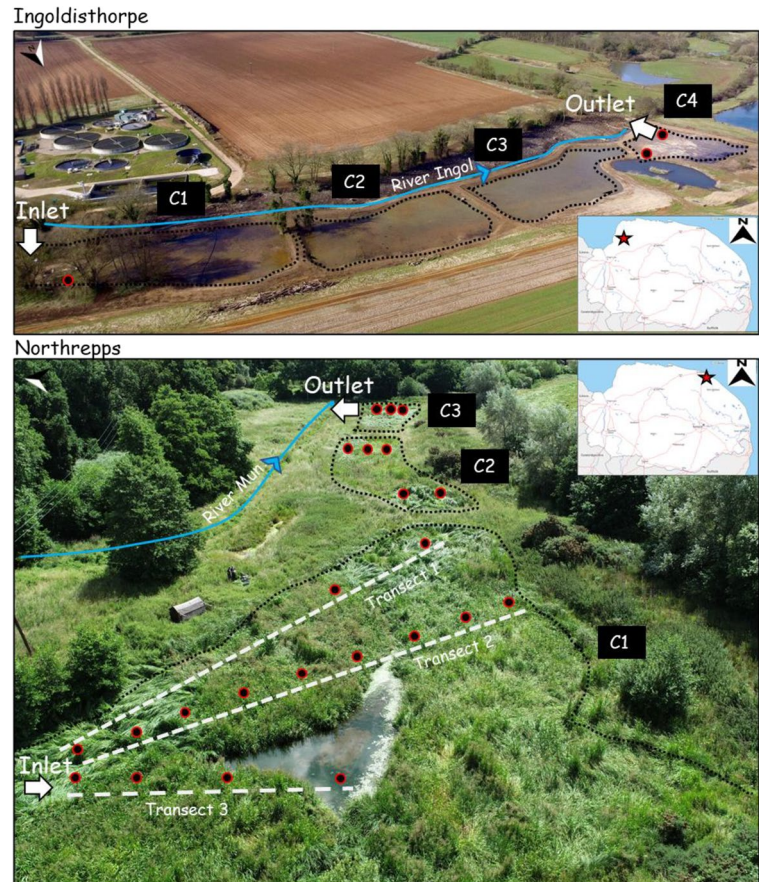 Ingoldisthorpe
Outlet
C4
C3
River Ingol
C2
C1
Inlet
N
Northrepps
Outlet
C3
C2
River Mun
N
Transect 1
Transect 2
C1
Inlet
Transect 3